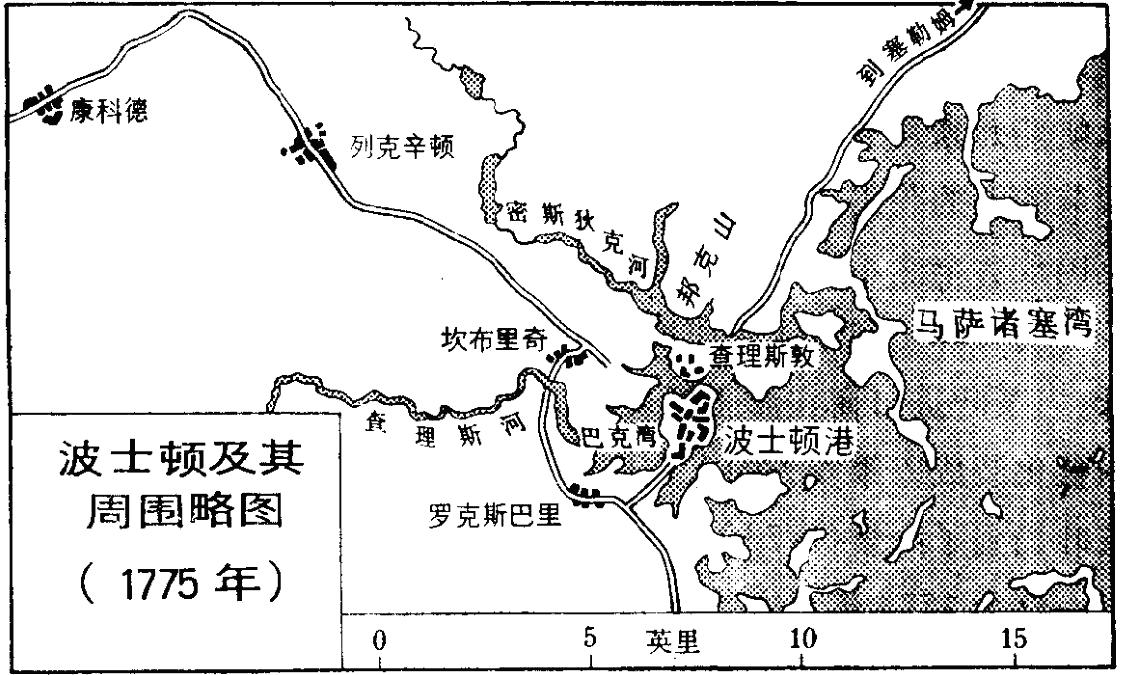 到塞勒姆
康科德
列克辛顿
密斯狄克河
邦克山
马萨诸塞湾
坎布里奇
查理斯敦
查理斯河
巴克湾
波士顿港
罗克斯巴里
波士顿及其
周围略图
(1775年)
0 5 英里 10 15